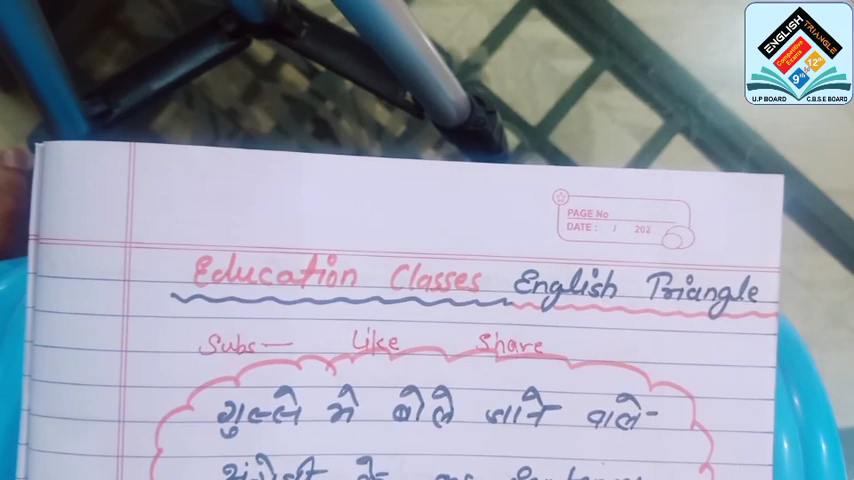 ENGLISH TRIANGLE
Competitive Exams
9th to 12th
U.P BOARD C.B.S.E BOARD
PAGE No
DATE : / 202
Education Classes English Triangle
Subs— Like Share
गुस्से मे बोले जाने वाले-
अंग्रेजी के